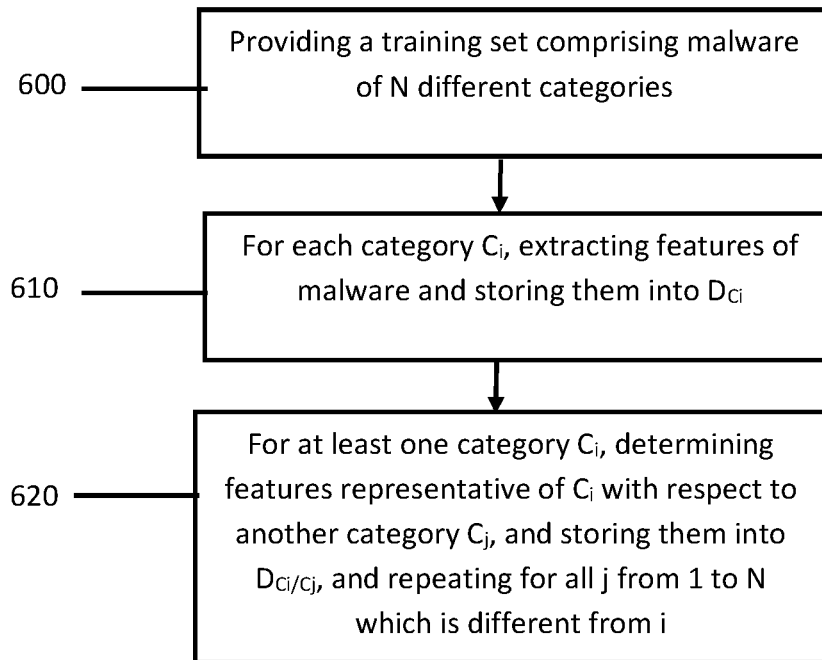 600
Providing a training set comprising malware
of N different categories
610
For each category Cᵢ, extracting features of
malware and storing them into D_Ci
620
For at least one category Cᵢ, determining
features representative of Cᵢ with respect to
another category Cⱼ, and storing them into
D_Ci/Cj, and repeating for all j from 1 to N
which is different from i